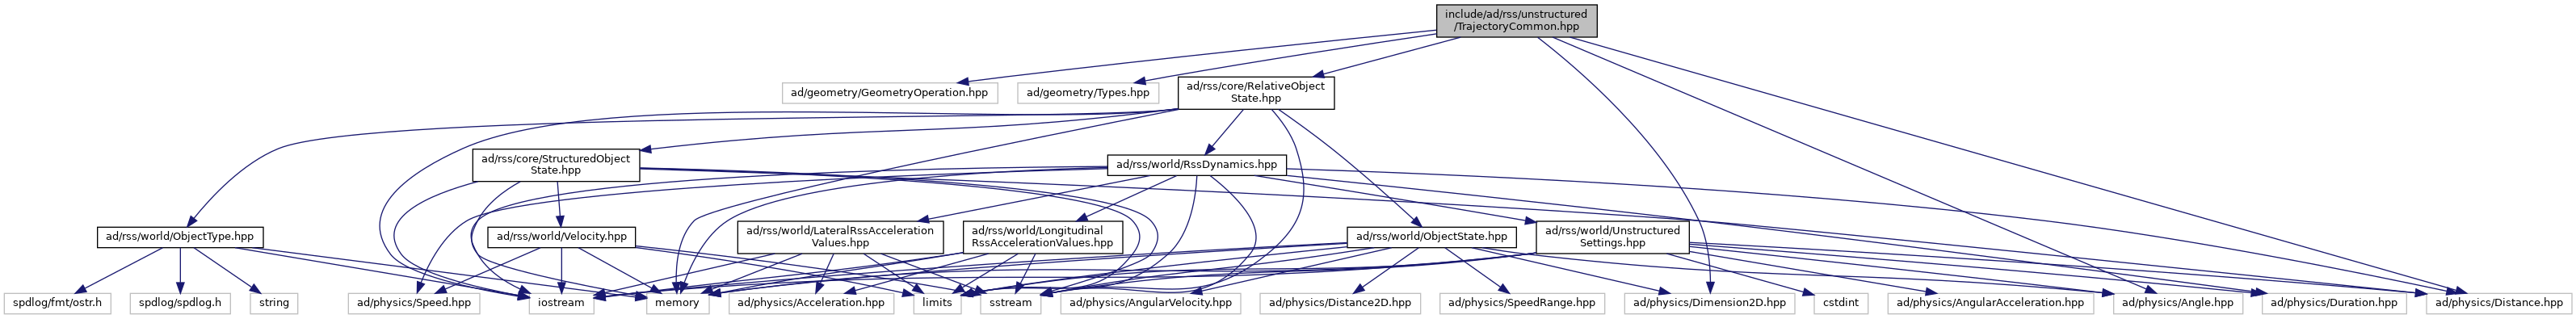 include/ad/rss/unstructured
/TrajectoryCommon.hpp
ad/geometry/GeometryOperation.hpp
ad/geometry/Types.hpp
ad/rss/core/RelativeObject
State.hpp
ad/rss/core/StructuredObject
State.hpp
ad/rss/world/RssDynamics.hpp
ad/rss/world/ObjectType.hpp
ad/rss/world/Velocity.hpp
ad/rss/world/LateralRssAcceleration
Values.hpp
ad/rss/world/Longitudinal
RssAccelerationValues.hpp
ad/rss/world/ObjectState.hpp
ad/rss/world/Unstructured
Settings.hpp
spdlog/fmt/ostr.h
spdlog/spdlog.h
string
ad/physics/Speed.hpp
iostream
memory
ad/physics/Acceleration.hpp
limits
sstream
ad/physics/AngularVelocity.hpp
ad/physics/Distance2D.hpp
ad/physics/SpeedRange.hpp
ad/physics/Dimension2D.hpp
cstdint
ad/physics/AngularAcceleration.hpp
ad/physics/Angle.hpp
ad/physics/Duration.hpp
ad/physics/Distance.hpp